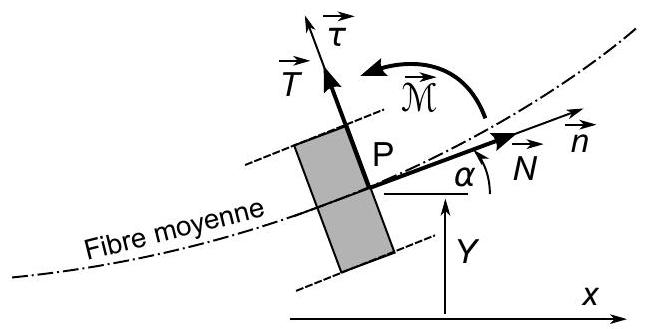 τ⃗
T⃗
ℳ⃗
P
n⃗
α
N⃗
Fibre moyenne
Y
x